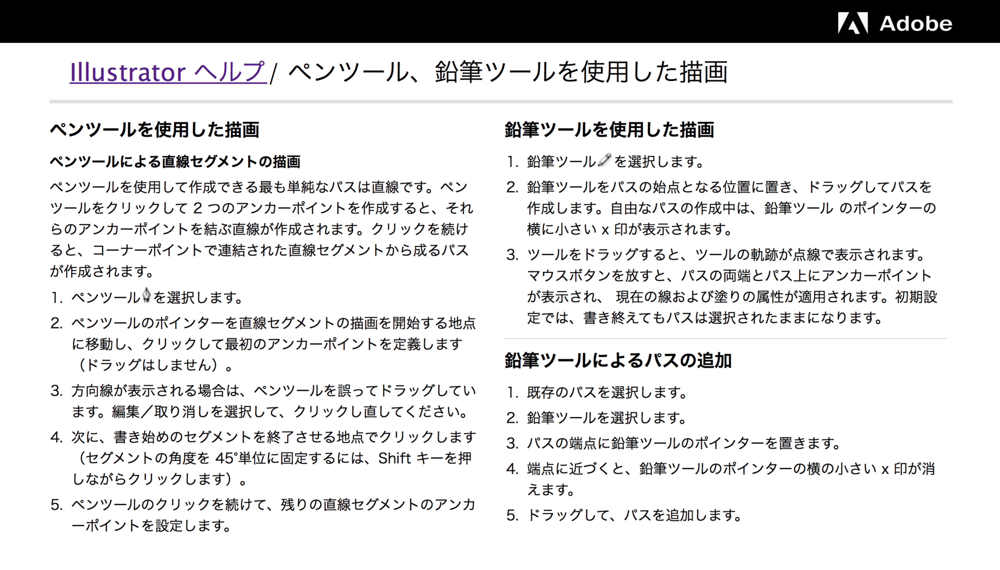 Adobe
Illustrator ヘルプ/ ペンツール、鉛筆ツールを使用した描画
ペンツールを使用した描画
ペンツールによる直線セグメントの描画
ペンツールを使用して作成できる最も単純なパスは直線です。ペン
ツールをクリックして 2 つのアンカーポイントを作成すると、それ
らのアンカーポイントを結ぶ直線が作成されます。クリックを続け
ると、コーナーポイントで連結された直線セグメントから成るパス
が作成されます。
1. ペンツールを選択します。
2. ペンツールのポインターを直線セグメントの描画を開始する地点
に移動し、クリックして最初のアンカーポイントを定義します
（ドラッグはしません）。
3. 方向線が表示される場合は、ペンツールを誤ってドラッグしてい
ます。編集／取り消しを選択して、クリックし直してください。
4. 次に、書き始めのセグメントを終了させる地点でクリックします
（セグメントの角度を 45°単位に固定するには、Shift キーを押
しながらクリックします）。
5. ペンツールのクリックを続けて、残りの直線セグメントのアンカ
ーポイントを設定します。
鉛筆ツールを使用した描画
1. 鉛筆ツールを選択します。
2. 鉛筆ツールをパスの始点となる位置に置き、ドラッグしてパスを
作成します。自由なパスの作成中は、鉛筆ツール のポインターの
横に小さい x 印が表示されます。
3. ツールをドラッグすると、ツールの軌跡が点線で表示されます。
マウスボタンを放すと、パスの両端とパス上にアンカーポイント
が表示され、 現在の線および塗りの属性が適用されます。初期設
定では、書き終えてもパスは選択されたままになります。
鉛筆ツールによるパスの追加
1. 既存のパスを選択します。
2. 鉛筆ツールを選択します。
3. パスの端点に鉛筆ツールのポインターを置きます。
4. 端点に近づくと、鉛筆ツールのポインターの横の小さい x 印が消
えます。
5. ドラッグして、パスを追加します。